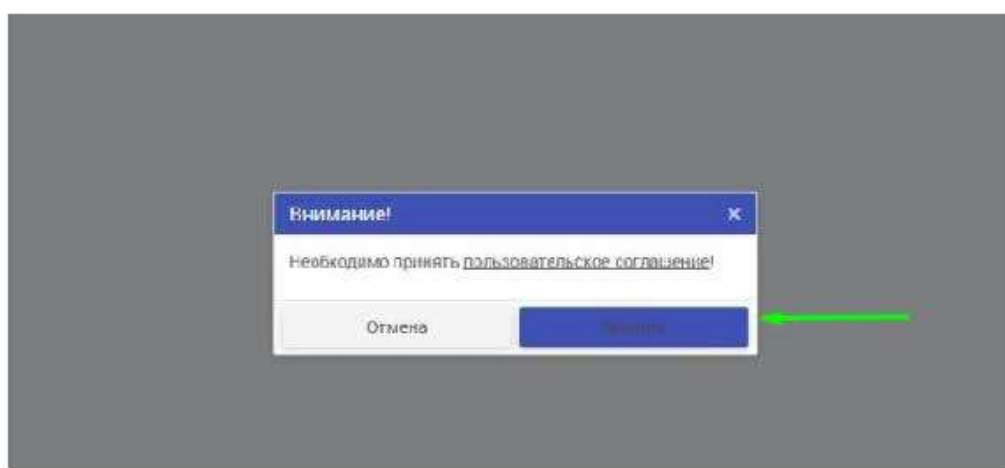 Внимание!
Необходимо принять пользовательское соглашение!
Отмена